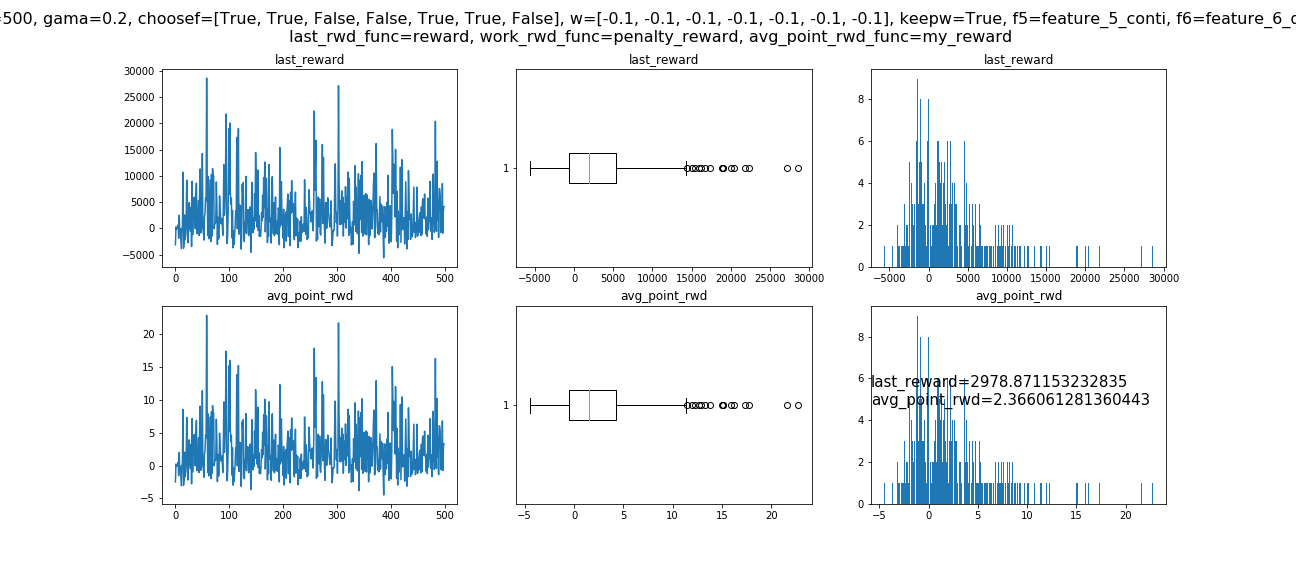 =500, gama=0.2, choosef=[True, True, False, False, True, True, False], w=[-0.1, -0.1, -0.1, -0.1, -0.1, -0.1, -0.1], keepw=True, f5=feature_5_conti, f6=feature_6_
last_rwd_func=reward, work_rwd_func=penalty_reward, avg_point_rwd_func=my_reward
last_reward last_reward last_reward
30000
25000
20000
15000
10000
5000
0
−5000
0 100 200 300 400 500
1
−5000 0 5000 10000 15000 20000 25000 30000
8
6
4
2
0
−5000 0 5000 10000 15000 20000 25000 30000
avg_point_rwd avg_point_rwd avg_point_rwd
20
15
10
5
0
−5
0 100 200 300 400 500
1
−5 0 5 10 15 20
8
6
4
2
0
last_reward=2978.871153232835
avg_point_rwd=2.366061281360443
−5 0 5 10 15 20